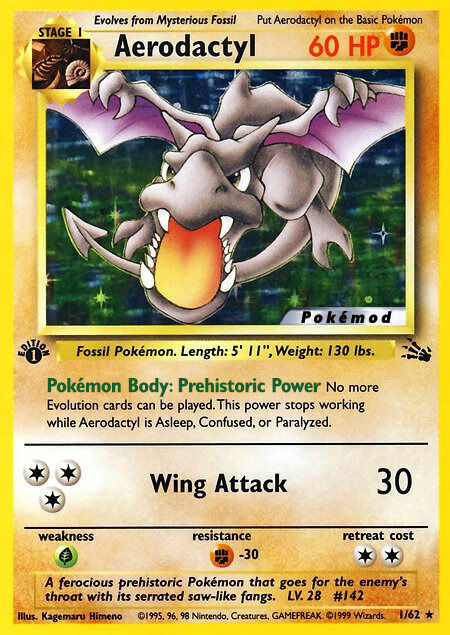 Evolves from Mysterious Fossil
Put Aerodactyl on the Basic Pokémon
STAGE 1
Aerodactyl
60 HP
Pokémod
EDITION
1
Fossil Pokémon. Length: 5' 11", Weight: 130 lbs.
Pokémon Body: Prehistoric Power No more
Evolution cards can be played. This power stops working
while Aerodactyl is Asleep, Confused, or Paralyzed.
Wing Attack
30
weakness
resistance
retreat cost
-30
A ferocious prehistoric Pokémon that goes for the enemy's
throat with its serrated saw-like fangs. LV. 28 #142
Illus. Kagemaru Himeno
©1995, 96, 98 Nintendo, Creatures, GAMEFREAK. ©1999 Wizards.
1/62 ★